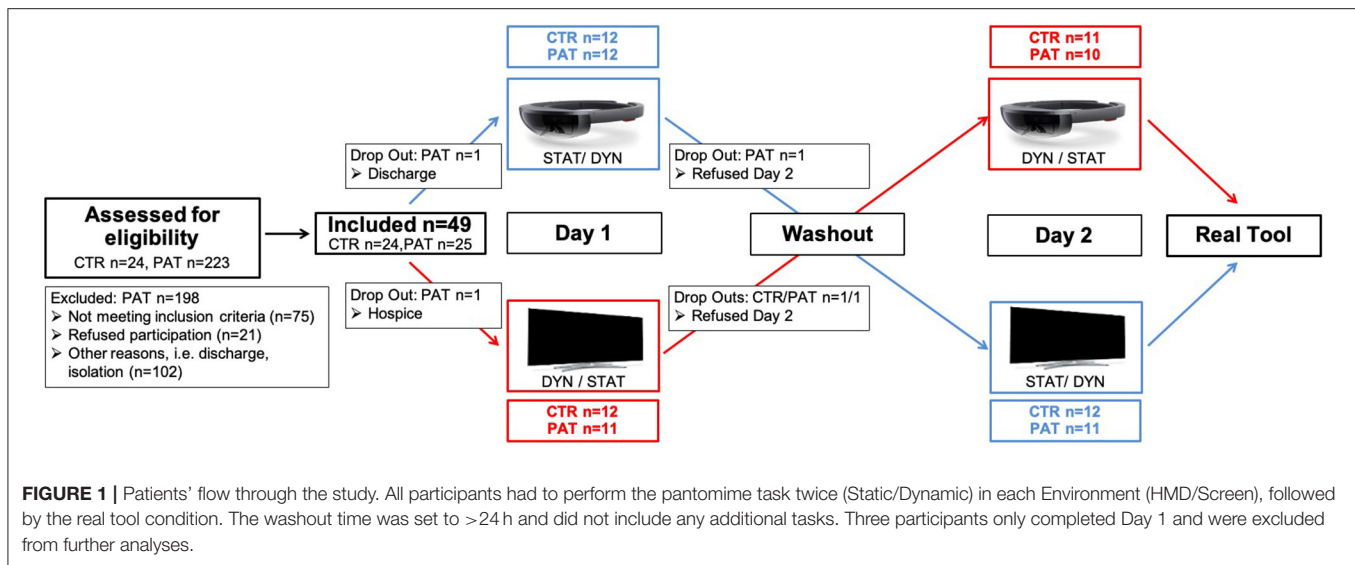 CTR n=12
PAT n=12
CTR n=11
PAT n=10
STAT/ DYN
DYN / STAT
Drop Out: PAT n=1
➢ Discharge
Drop Out: PAT n=1
➢ Refused Day 2
Assessed for
eligibility
CTR n=24, PAT n=223
Included n=49
CTR n=24,PAT n=25
Day 1
Washout
Day 2
Real Tool
Excluded: PAT n=198
➢ Not meeting inclusion criteria (n=75)
➢ Refused participation (n=21)
➢ Other reasons, i.e. discharge,
isolation (n=102)
Drop Out: PAT n=1
➢ Hospice
Drop Outs: CTR/PAT n=1/1
➢ Refused Day 2
DYN / STAT
STAT/ DYN
CTR n=12
PAT n=11
CTR n=12
PAT n=11
FIGURE 1 | Patients' flow through the study. All participants had to perform the pantomime task twice (Static/Dynamic) in each Environment (HMD/Screen), followed
by the real tool condition. The washout time was set to >24 h and did not include any additional tasks. Three participants only completed Day 1 and were excluded
from further analyses.